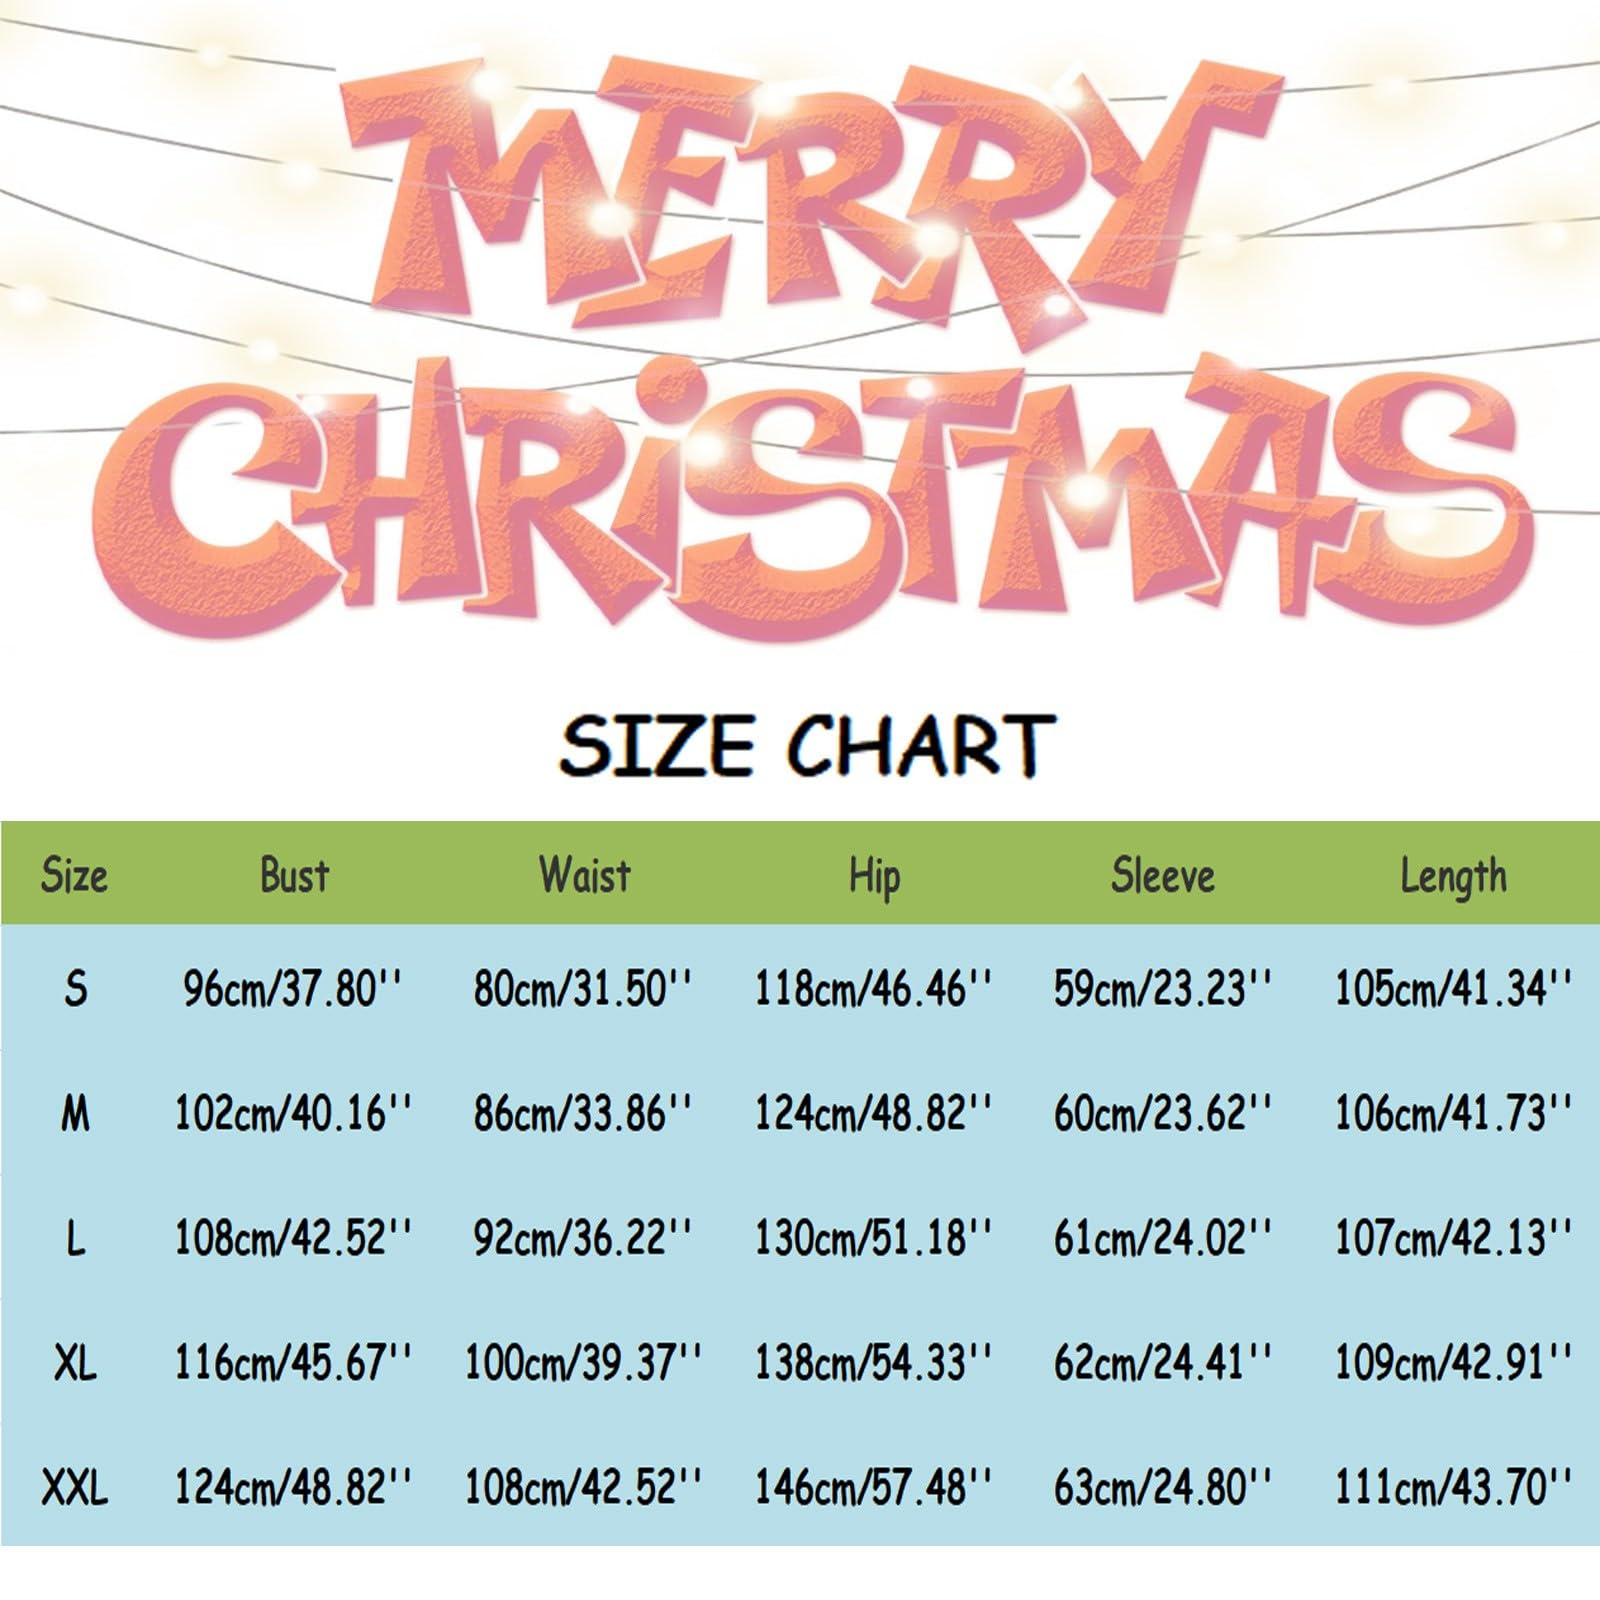 MERRY
CHRiSTMAS
SIZE CHART
Size Bust Waist Hip Sleeve Length
S 96cm/37.80'' 80cm/31.50'' 118cm/46.46'' 59cm/23.23'' 105cm/41.34''
M 102cm/40.16'' 86cm/33.86'' 124cm/48.82'' 60cm/23.62'' 106cm/41.73''
L 108cm/42.52'' 92cm/36.22'' 130cm/51.18'' 61cm/24.02'' 107cm/42.13''
XL 116cm/45.67'' 100cm/39.37'' 138cm/54.33'' 62cm/24.41'' 109cm/42.91''
XXL 124cm/48.82'' 108cm/42.52'' 146cm/57.48'' 63cm/24.80'' 111cm/43.70''